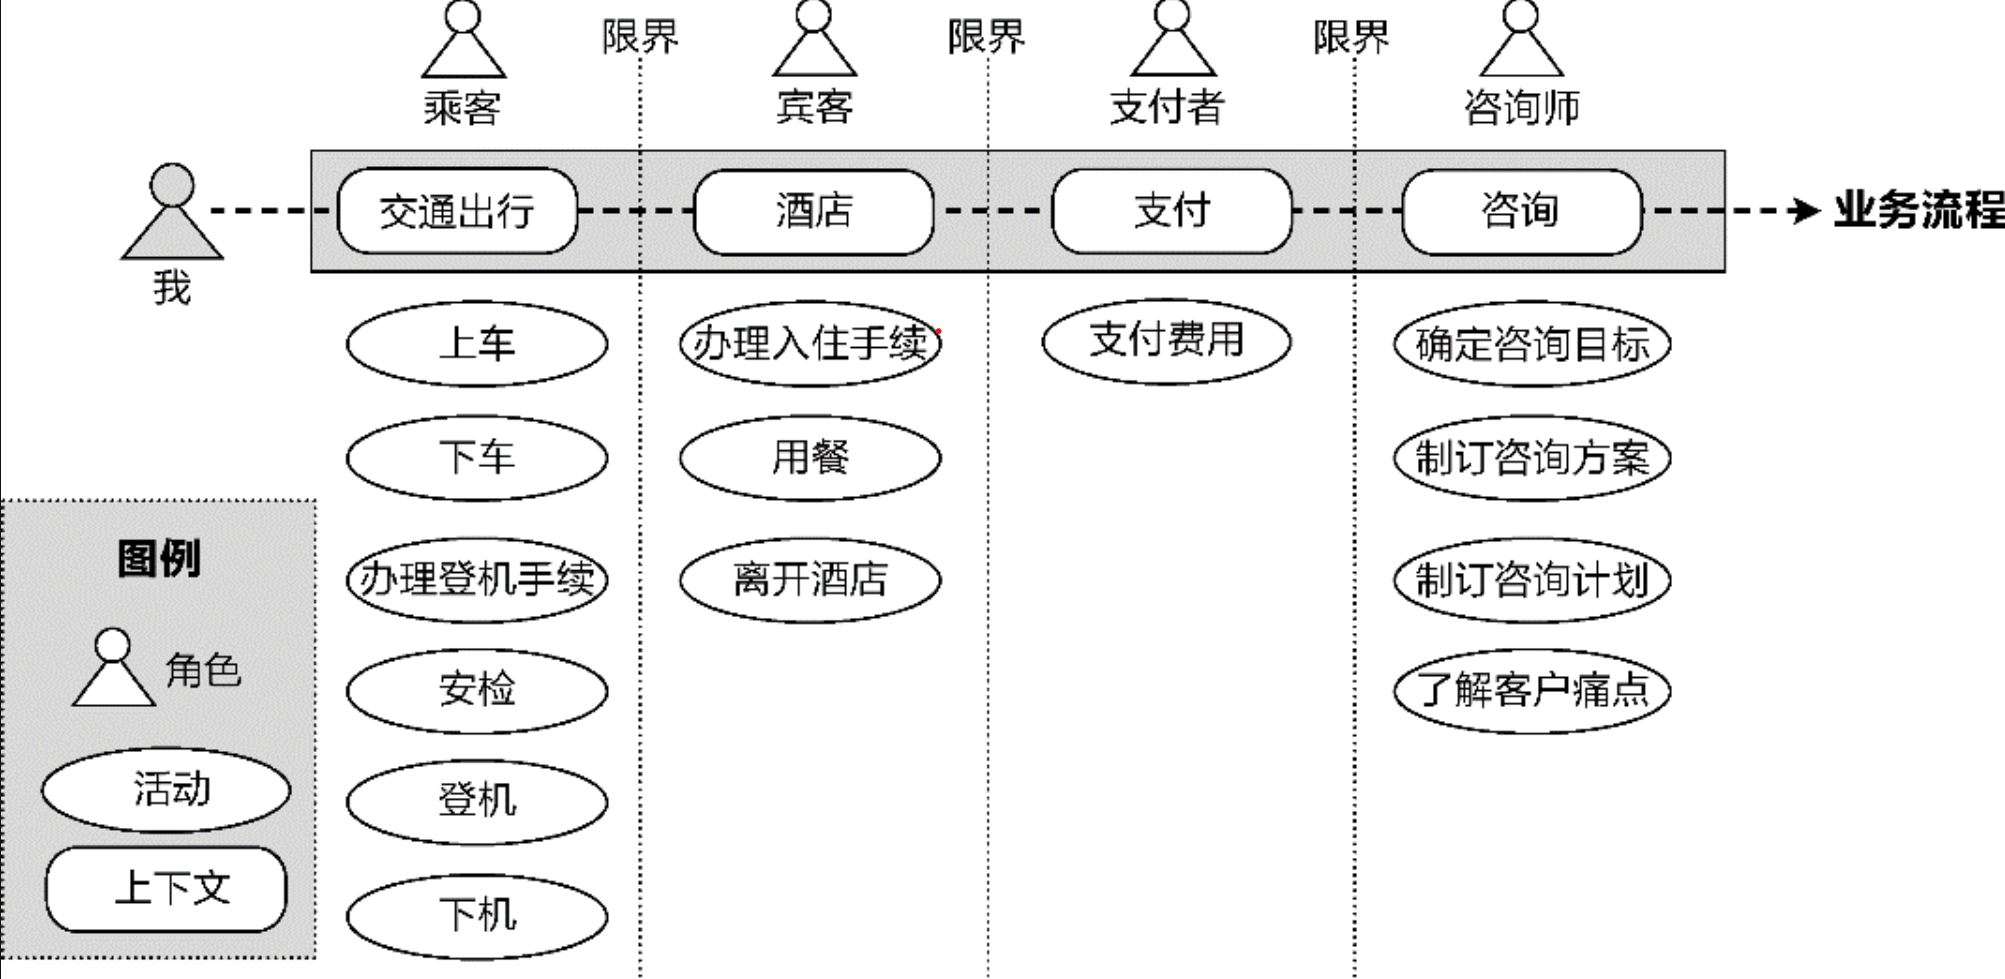 限界
限界
限界
乘客
宾客
支付者
咨询师
交通出行
酒店
支付
咨询
业务流程
我
上车
办理入住手续
支付费用
确定咨询目标
下车
用餐
制订咨询方案
图例
办理登机手续
离开酒店
制订咨询计划
角色
安检
了解客户痛点
活动
登机
上下文
下机